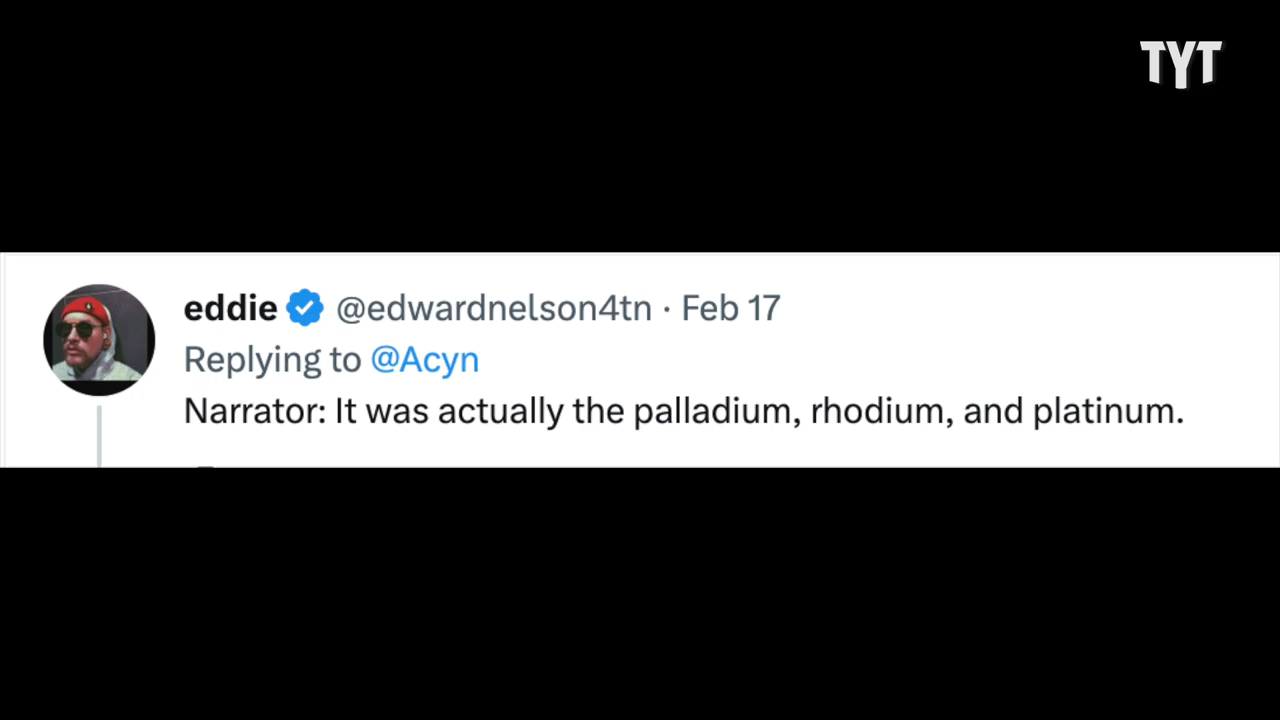 TYT
eddie @edwardnelson4tn · Feb 17
Replying to @Acyn
Narrator: It was actually the palladium, rhodium, and platinum.